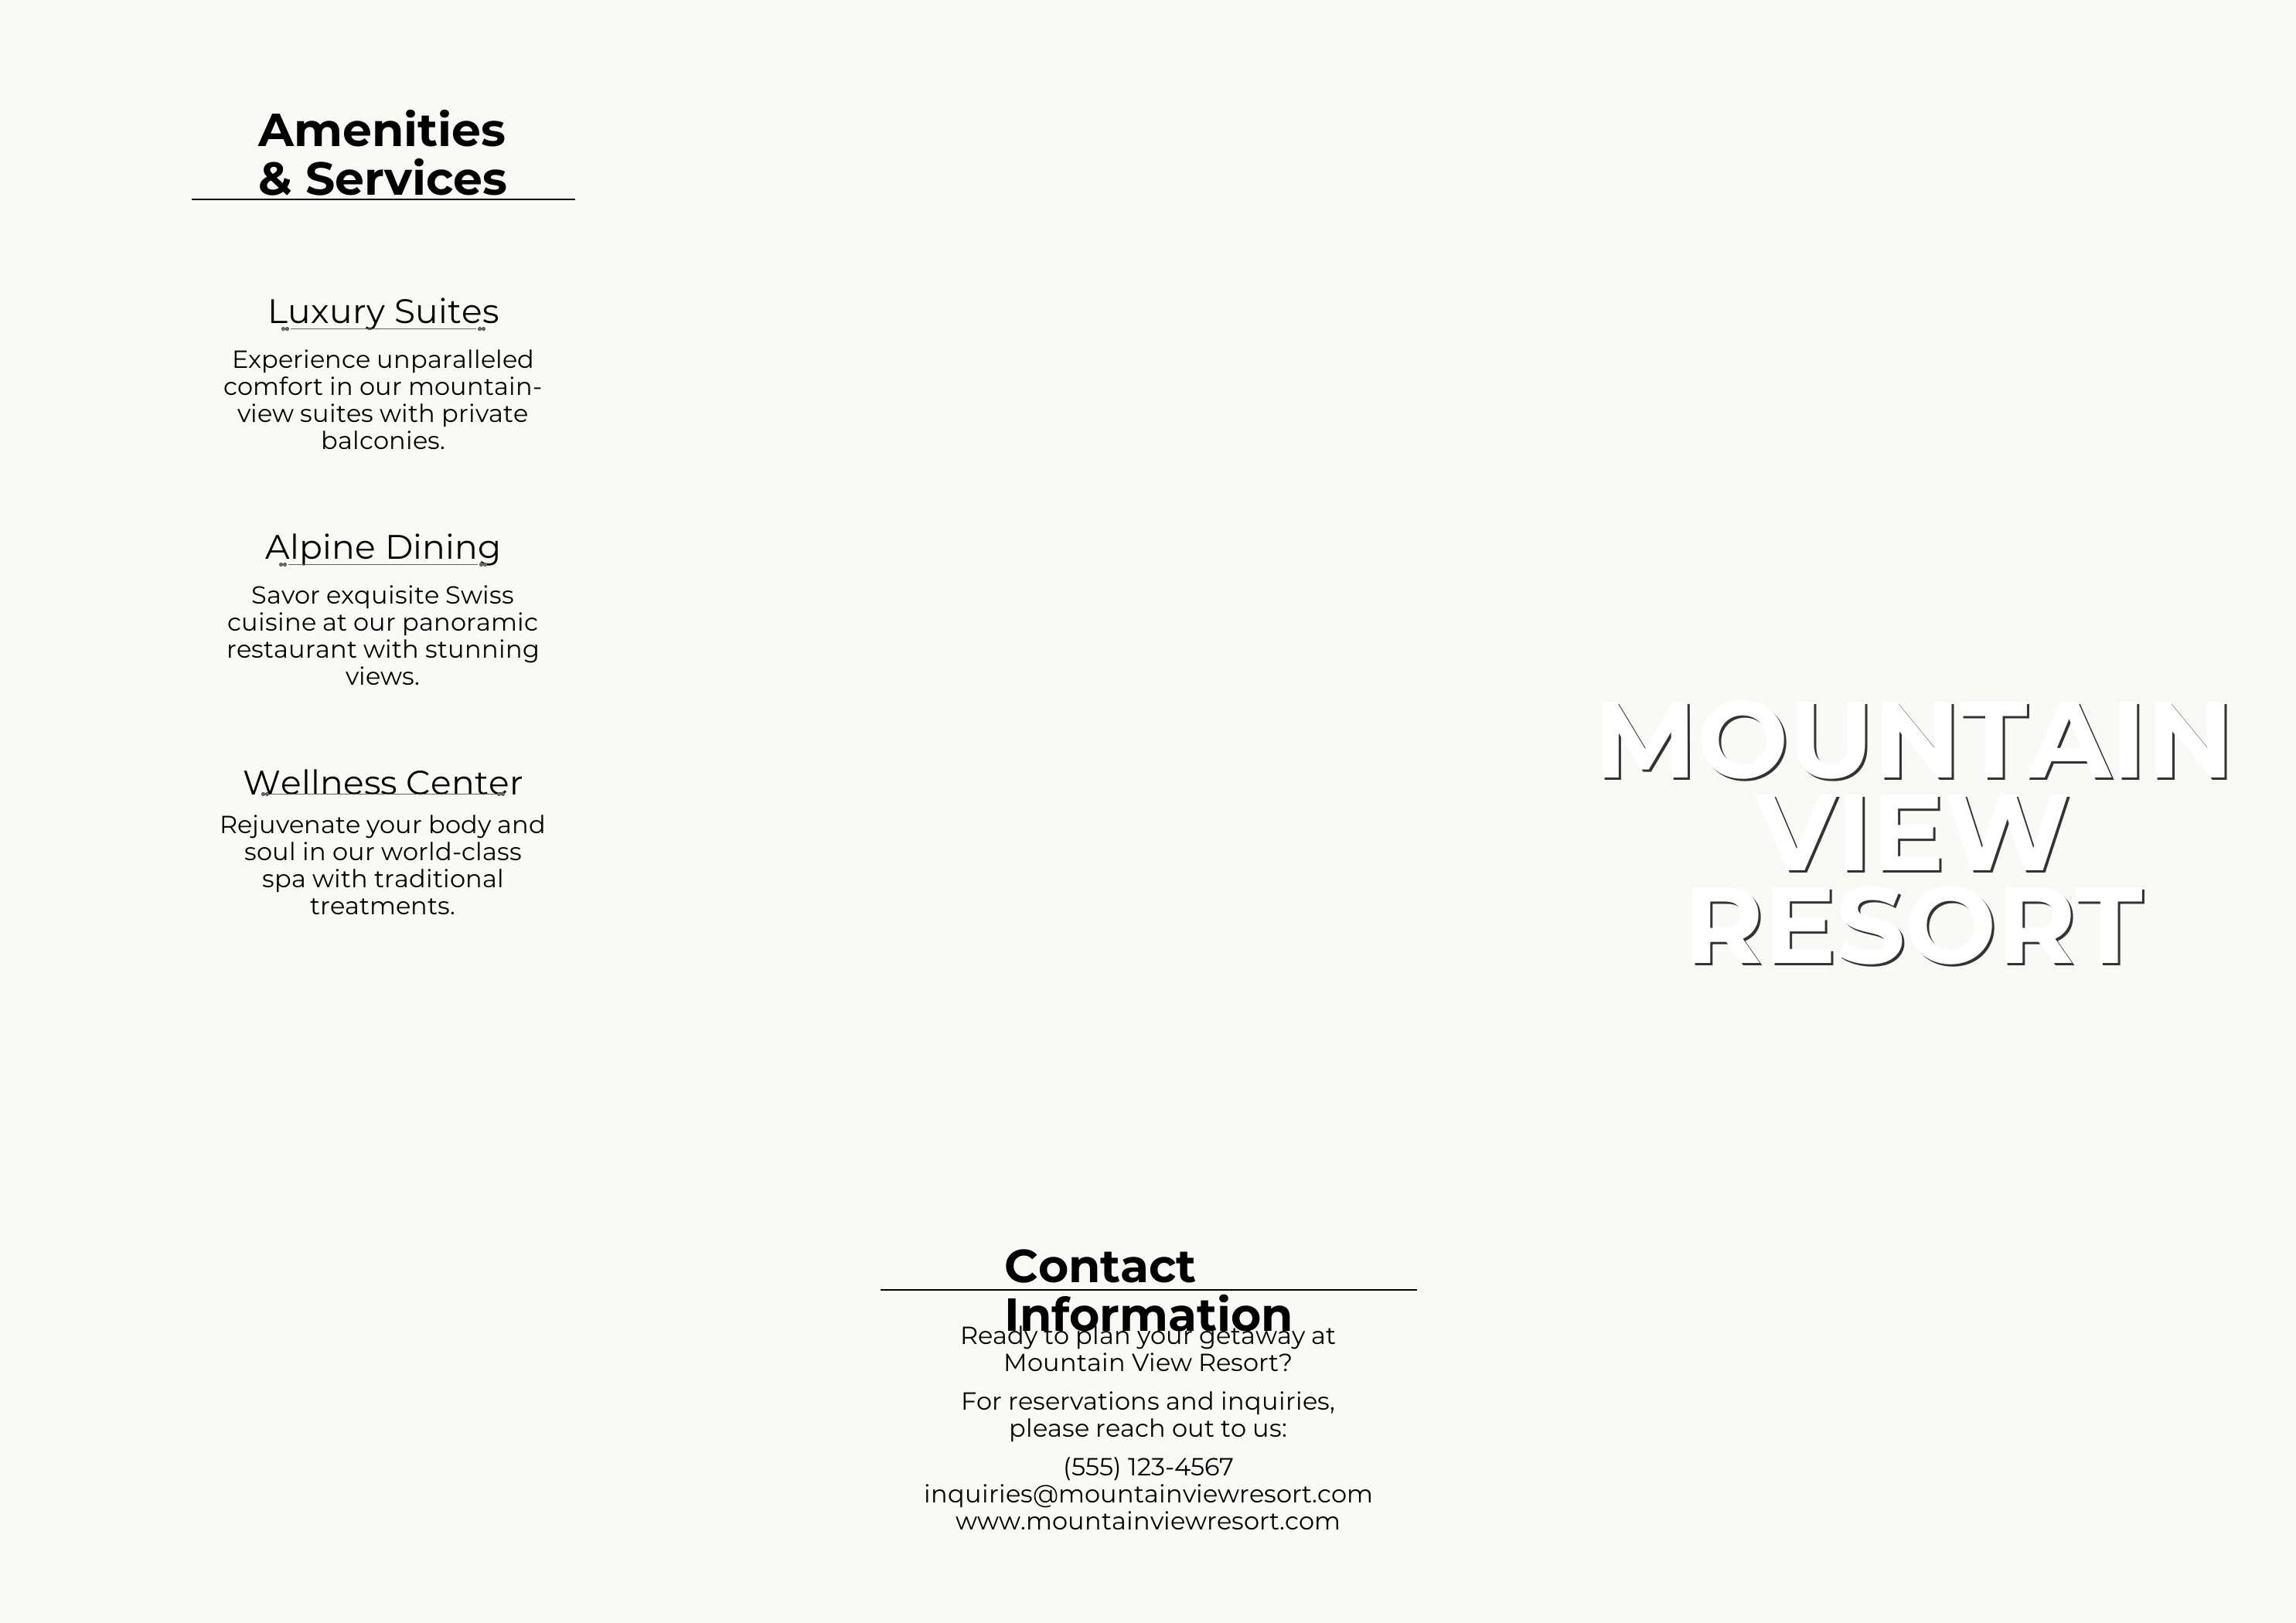 Amenities
& Services
Luxury Suites
Experience unparalleled
comfort in our mountain-
view suites with private
balconies.
Alpine Dining
Savor exquisite Swiss
cuisine at our panoramic
restaurant with stunning
views.
Wellness Center
Rejuvenate your body and
soul in our world-class
spa with traditional
treatments.
Contact
Information
Ready to plan your getaway at
Mountain View Resort?
For reservations and inquiries,
please reach out to us:
(555) 123-4567
inquiries@mountainviewresort.com
www.mountainviewresort.com
MOUNTAIN
VIEW
RESORT